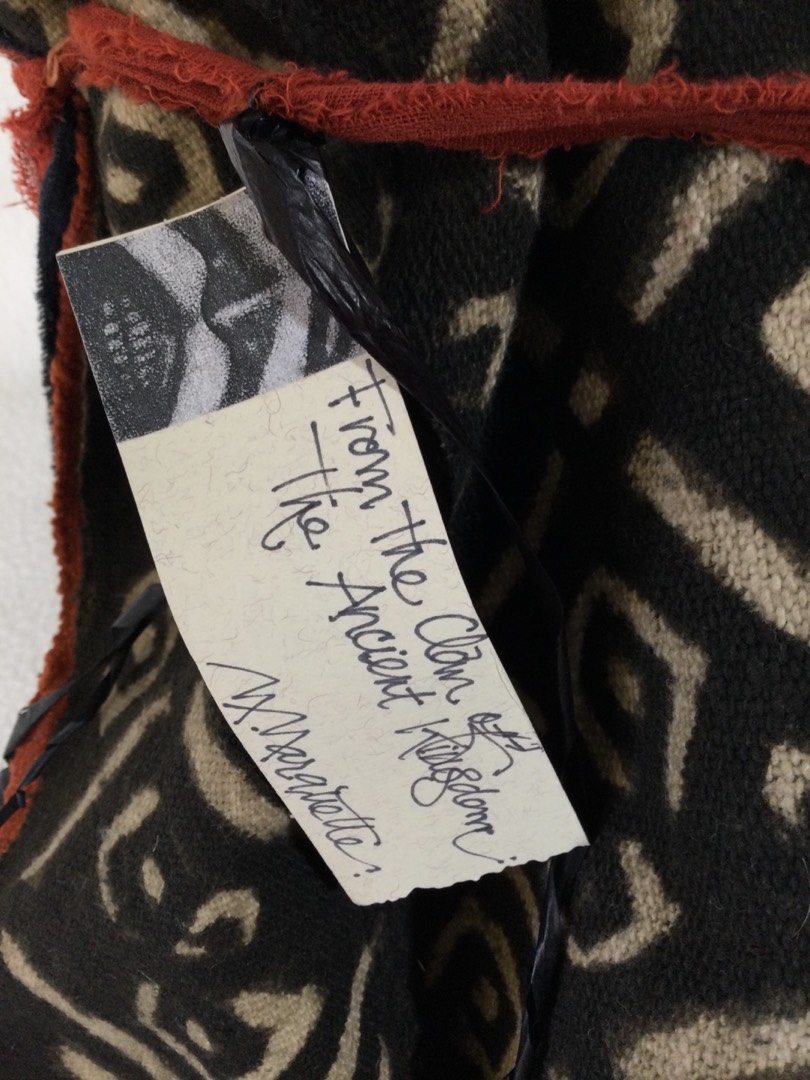 From the Clan of
The Ancient Kingdom